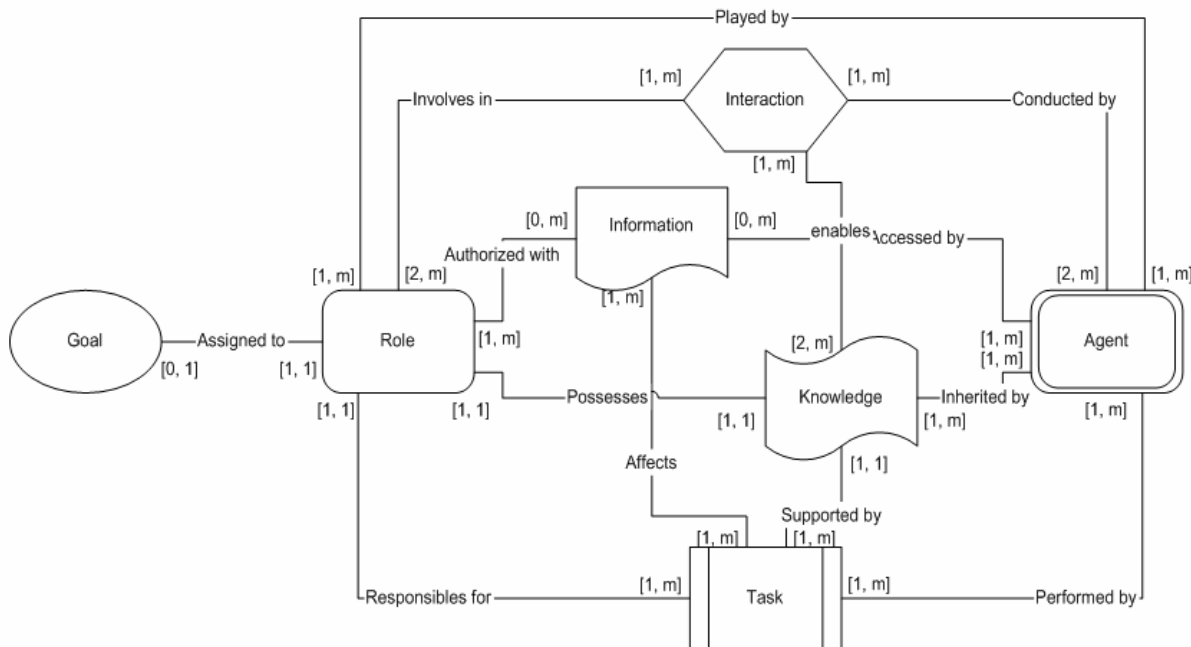 Played by
[1, m]
[1, m]
Involves in
Interaction
Conducted by
[1, m]
[0, m]
Information
[0, m]
enables
Accessed by
Authorized with
[1, m]
[2, m]
[1, m]
[2, m]
[1, m]
Goal
Assigned to
Role
[1, m]
[2, m]
[1, m]
[1, m]
Agent
[0, 1]
[1, 1]
[1, 1]
[1, 1]
Possesses
Knowledge
Inherited by
[1, 1]
[1, m]
[1, m]
Affects
[1, 1]
Supported by
[1, m]
[1, m]
Responsibles for
[1, m]
Task
[1, m]
Performed by